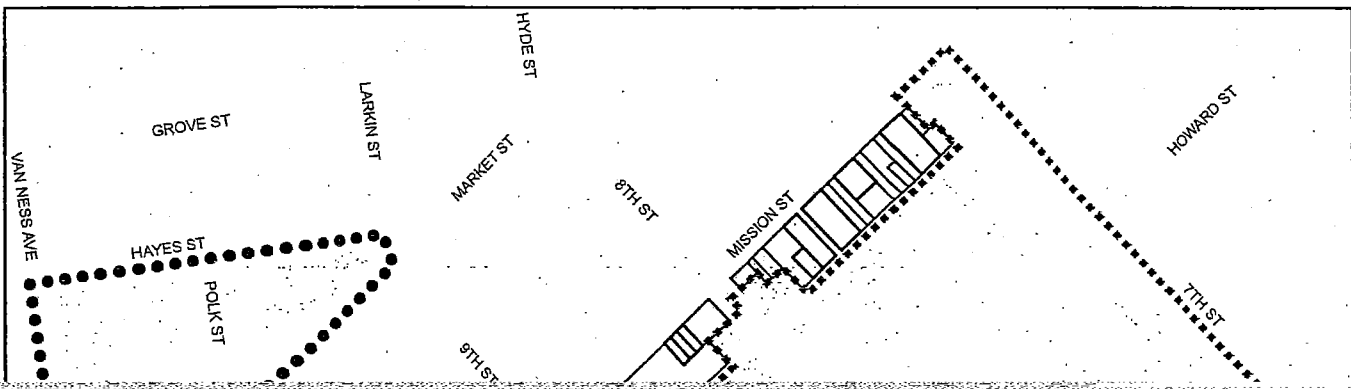 HYDE ST
LARKIN ST
GROVE ST
HOWARD ST
MARKET ST
VAN NESS AVE
8TH ST
MISSION ST
HAYES ST
POLK ST
7TH ST
9TH ST